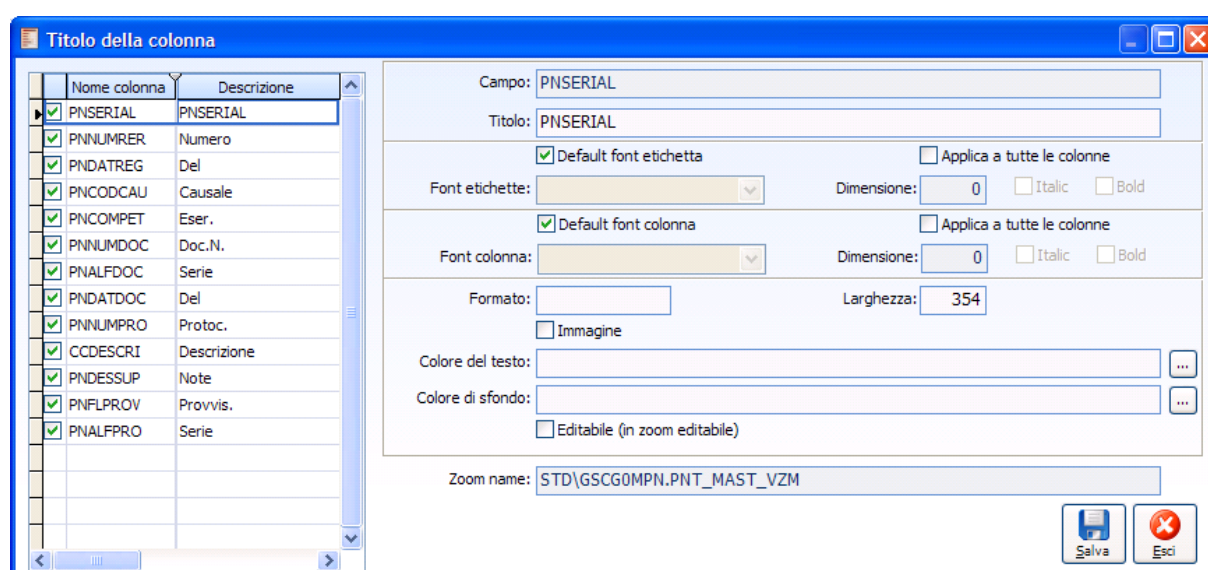 Titolo della colonna
Nome colonna Descrizione
PNSERIAL PNSERIAL
PNNUMRER Numero
PNDATREG Del
PNCODCAU Causale
PNCOMPET Eser.
PNNUMDOC Doc.N.
PNALFDOC Serie
PNDATDOC Del
PNNUMPRO Protoc.
CCDESCRI Descrizione
PNDESSUP Note
PNFLPROV Provvis.
PNALFPRO Serie
Campo: PNSERIAL
Titolo: PNSERIAL
Default font etichetta Applica a tutte le colonne
Font etichette: Dimensione: 0 Italic Bold
Default font colonna Applica a tutte le colonne
Font colonna: Dimensione: 0 Italic Bold
Formato: Larghezza: 354
Immagine
Colore del testo: ...
Colore di sfondo: ...
Editabile (in zoom editabile)
Zoom name: STD\GSCG0MPN.PNT_MAST_VZM
Salva Esci